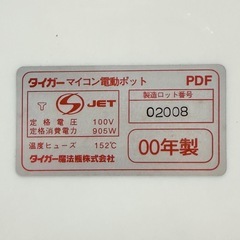 タイガーマイコン電動ポット PDF
製造ロット番号
02008
JET
定格電圧 100V
定格消費電力 905W
00年製
温度ヒューズ 152℃
タイガー魔法瓶株式会社